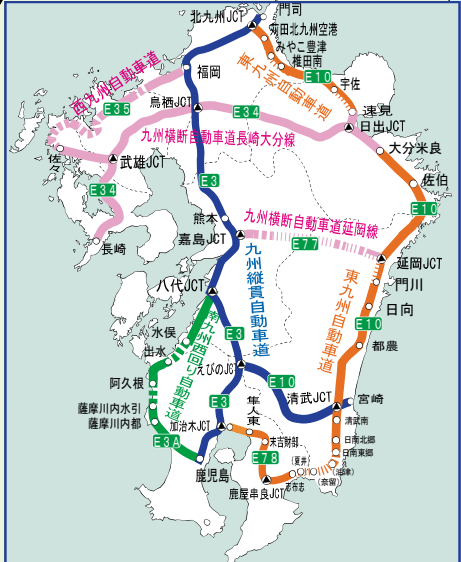 門司
北九州JCT
苅田北九州空港
みやこ豊津
椎田南
E10
宇佐
東九州自動車道
福岡
西九州自動車道
E35
速見
鳥栖JCT
E34
日出JCT
九州横断自動車道長崎大分線
大分米良
佐々
武雄JCT
E34
E3
佐伯
E10
熊本
九州横断自動車道延岡線
長崎
嘉島JCT
E77
延岡JCT
門川
八代JCT
九州縦貫自動車道
東九州自動車道
日向
E10
水俣
E3
都農
出水
南九州西回り自動車道
えびのJCT
阿久根
E10
清武JCT
宮崎
薩摩川内水引
E3
隼人東
清武南
薩摩川内都
加治木JCT
末吉財部
日南北郷
E3A
E78
日南東郷
(夏井)
鹿児島
(油津)
志布志
(奈留)
鹿屋串良JCT